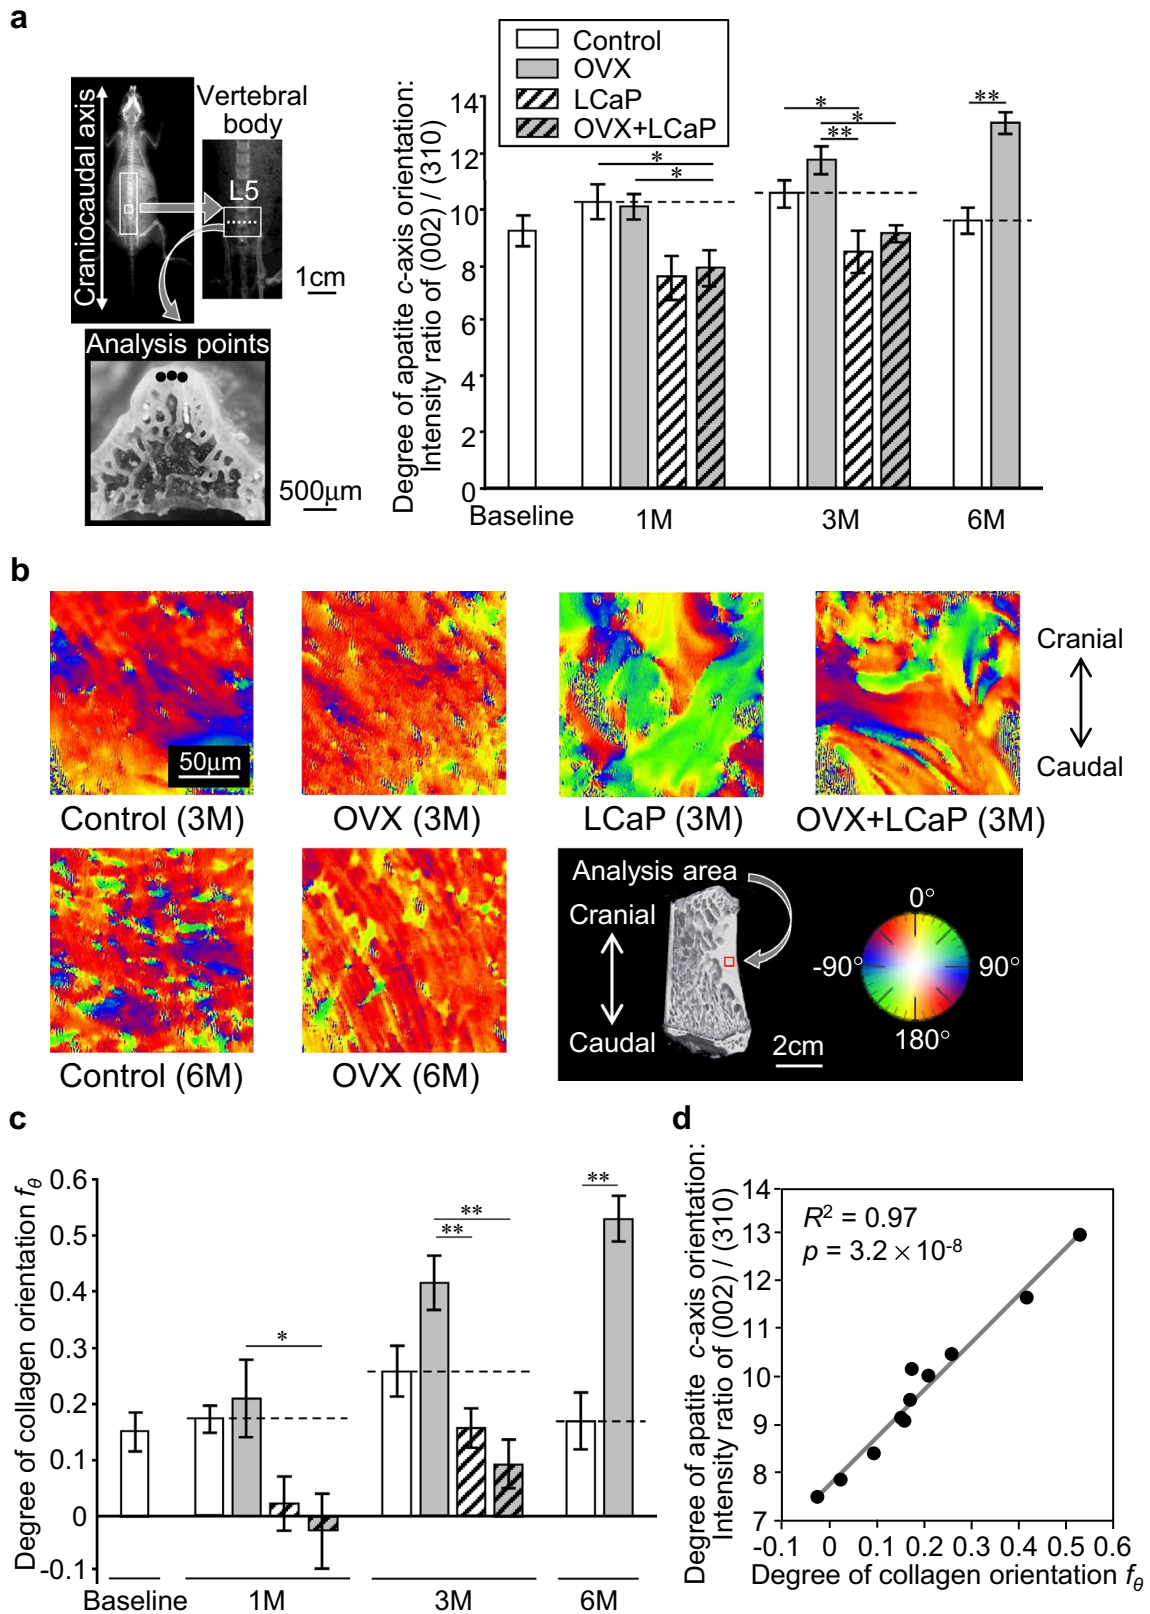 a
Control
OVX
LCaP
OVX+LCaP
Craniocaudal axis
Vertebral
body
L5
1cm
Analysis points
500μm
Degree of apatite c-axis orientation:
Intensity ratio of (002) / (310)
14
12
10
8
6
4
2
0
* * * * ** **
Baseline 1M 3M 6M
b
50μm
Cranial
Caudal
Control (3M) OVX (3M) LCaP (3M) OVX+LCaP (3M)
Analysis area
Cranial
Caudal
2cm
0°
-90° 90°
180°
Control (6M) OVX (6M)
c
Degree of collagen orientation fθ
0.6
0.5
0.4
0.3
0.2
0.1
0
-0.1
* ** ** **
Baseline 1M 3M 6M
d
Degree of apatite c-axis orientation:
Intensity ratio of (002) / (310)
14
13
12
11
10
9
8
7
R² = 0.97
p = 3.2 × 10⁻⁸
-0.1 0 0.1 0.2 0.3 0.4 0.5 0.6
Degree of collagen orientation fθ